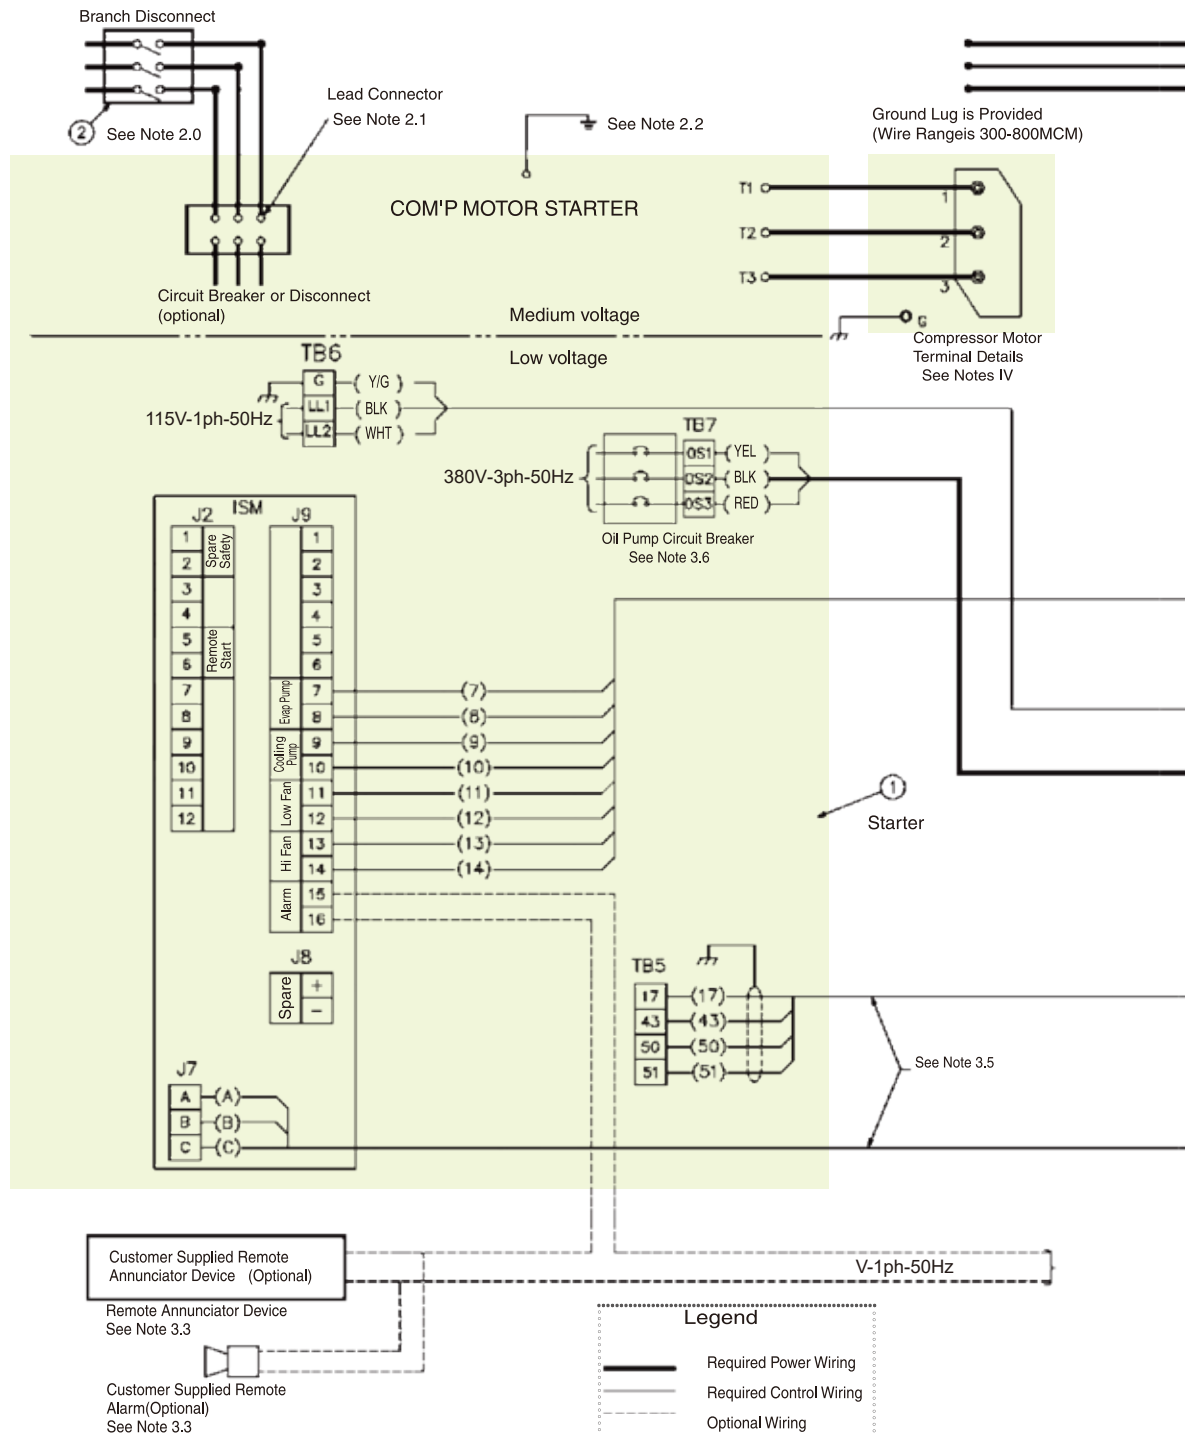 Branch Disconnect
Lead Connector
See Note 2.1
2
See Note 2.0
See Note 2.2
Ground Lug is Provided
(Wire Rangeis 300-800MCM)
COM'P MOTOR STARTER
T1
1
T2
2
T3
3
G
Circuit Breaker or Disconnect
(optional)
Medium voltage
Low voltage
Compressor Motor
Terminal Details
See Notes IV
TB6
G
( Y/G )
LL1
( BLK )
LL2
( WHT )
115V-1ph-50Hz
TB7
OS1
(YEL )
OS2
( BLK )
OS3
( RED )
380V-3ph-50Hz
Oil Pump Circuit Breaker
See Note 3.6
ISM
J2
1
2
3
4
5
6
7
8
9
10
11
12
Spare
Safety
Remote
Start
J9
1
2
3
4
5
6
7
8
9
10
11
12
13
14
15
16
Evap Pump
Cooling
Pump
Low Fan
Hi Fan
Alarm
(7)
(8)
(9)
(10)
(11)
(12)
(13)
(14)
1
Starter
J8
Spare
+
−
TB5
17
(17)
43
(43)
50
(50)
51
(51)
See Note 3.5
J7
A
(A)
B
(B)
C
(C)
Customer Supplied Remote
Annunciator Device (Optional)
V-1ph-50Hz
Remote Annunciator Device
See Note 3.3
Customer Supplied Remote
Alarm(Optional)
See Note 3.3
Legend
Required Power Wiring
Required Control Wiring
Optional Wiring